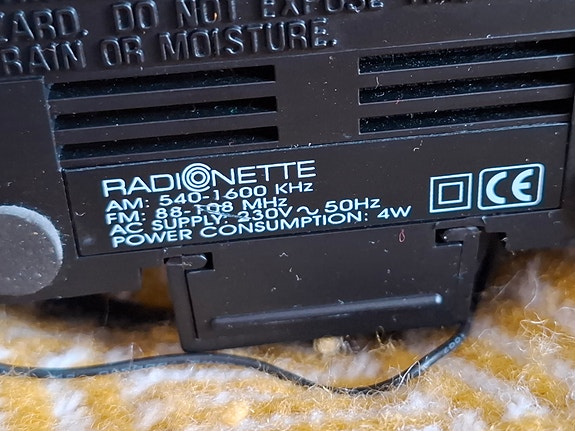 ZARD. DO NOT EXPOSE
RAIN OR MOISTURE.
RADIONETTE
AM: 540-1600 KHz
FM: 88-108 MHz
AC SUPPLY: 230V ~ 50Hz
POWER CONSUMPTION: 4W
CE